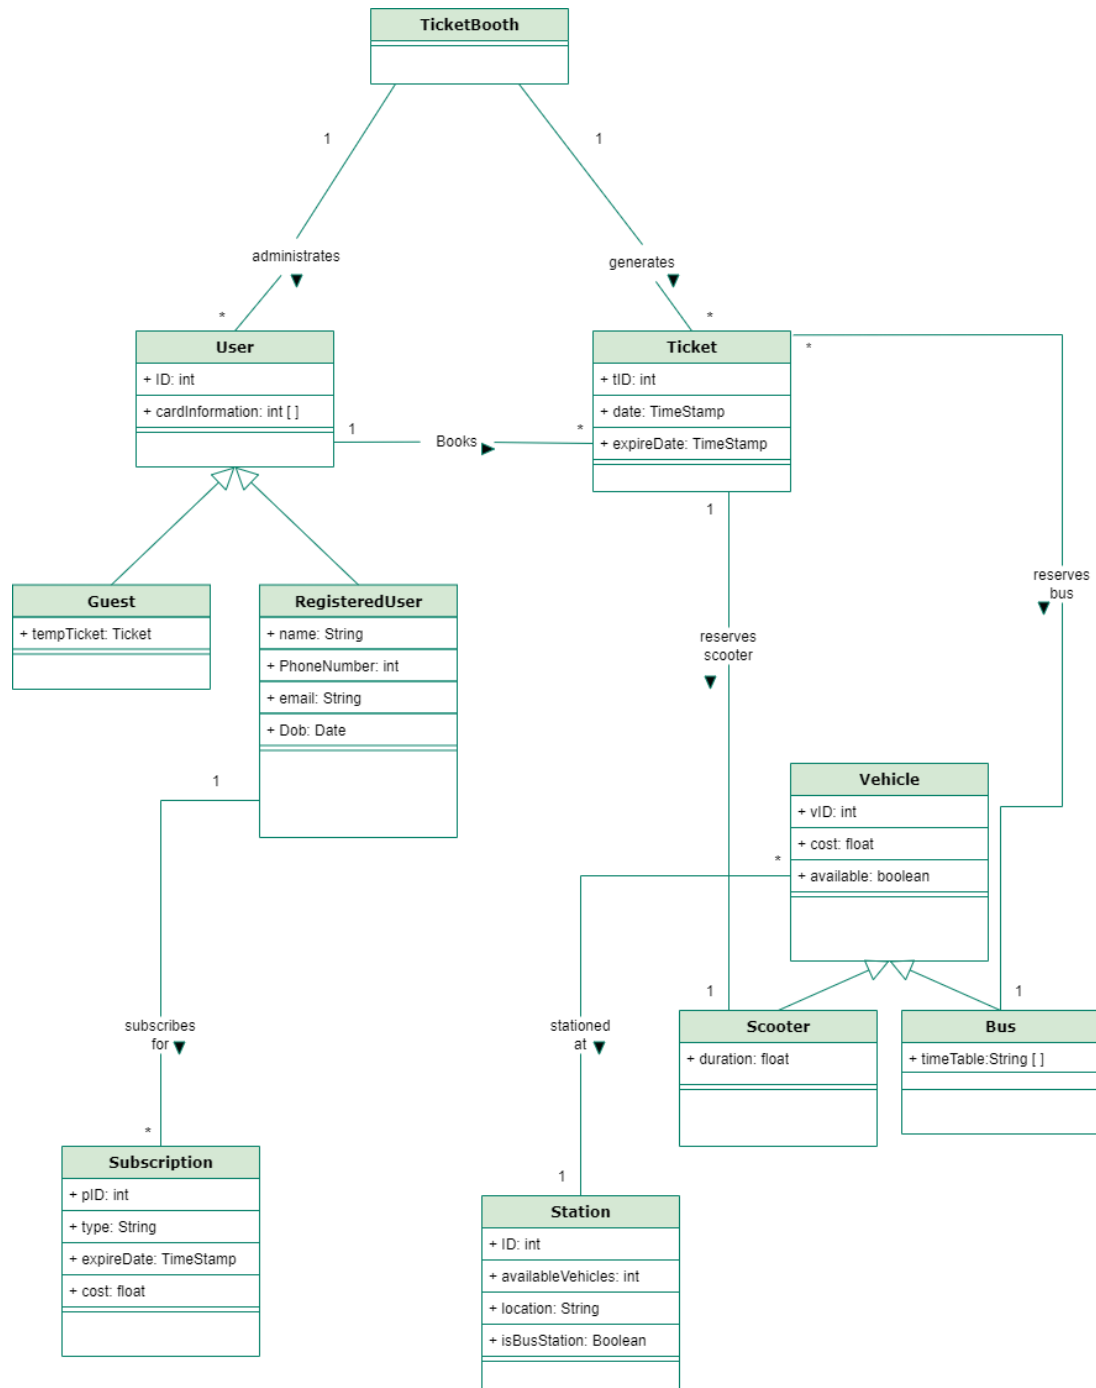 TicketBooth
1
1
administrates
generates
*
*
User
+ ID: int
+ cardInformation: int [ ]
Ticket
+ tID: int
+ date: TimeStamp
+ expireDate: TimeStamp
*
1
Books
*
1
reserves
bus
Guest
+ tempTicket: Ticket
RegisteredUser
+ name: String
+ PhoneNumber: int
+ email: String
+ Dob: Date
reserves
scooter
1
Vehicle
+ vID: int
+ cost: float
+ available: boolean
*
1
1
Scooter
+ duration: float
Bus
+ timeTable:String [ ]
subscribes
for
stationed
at
*
1
Subscription
+ pID: int
+ type: String
+ expireDate: TimeStamp
+ cost: float
Station
+ ID: int
+ availableVehicles: int
+ location: String
+ isBusStation: Boolean